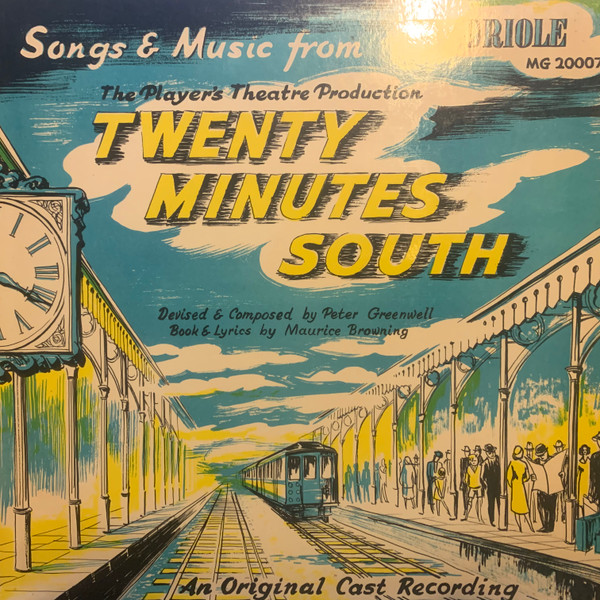 Songs & Music from
ORIOLE
MG 20007
The Player's Theatre Production
TWENTY
MINUTES
SOUTH
Devised & Composed by Peter Greenwell
Book & Lyrics by Maurice Browning
An Original Cast Recording